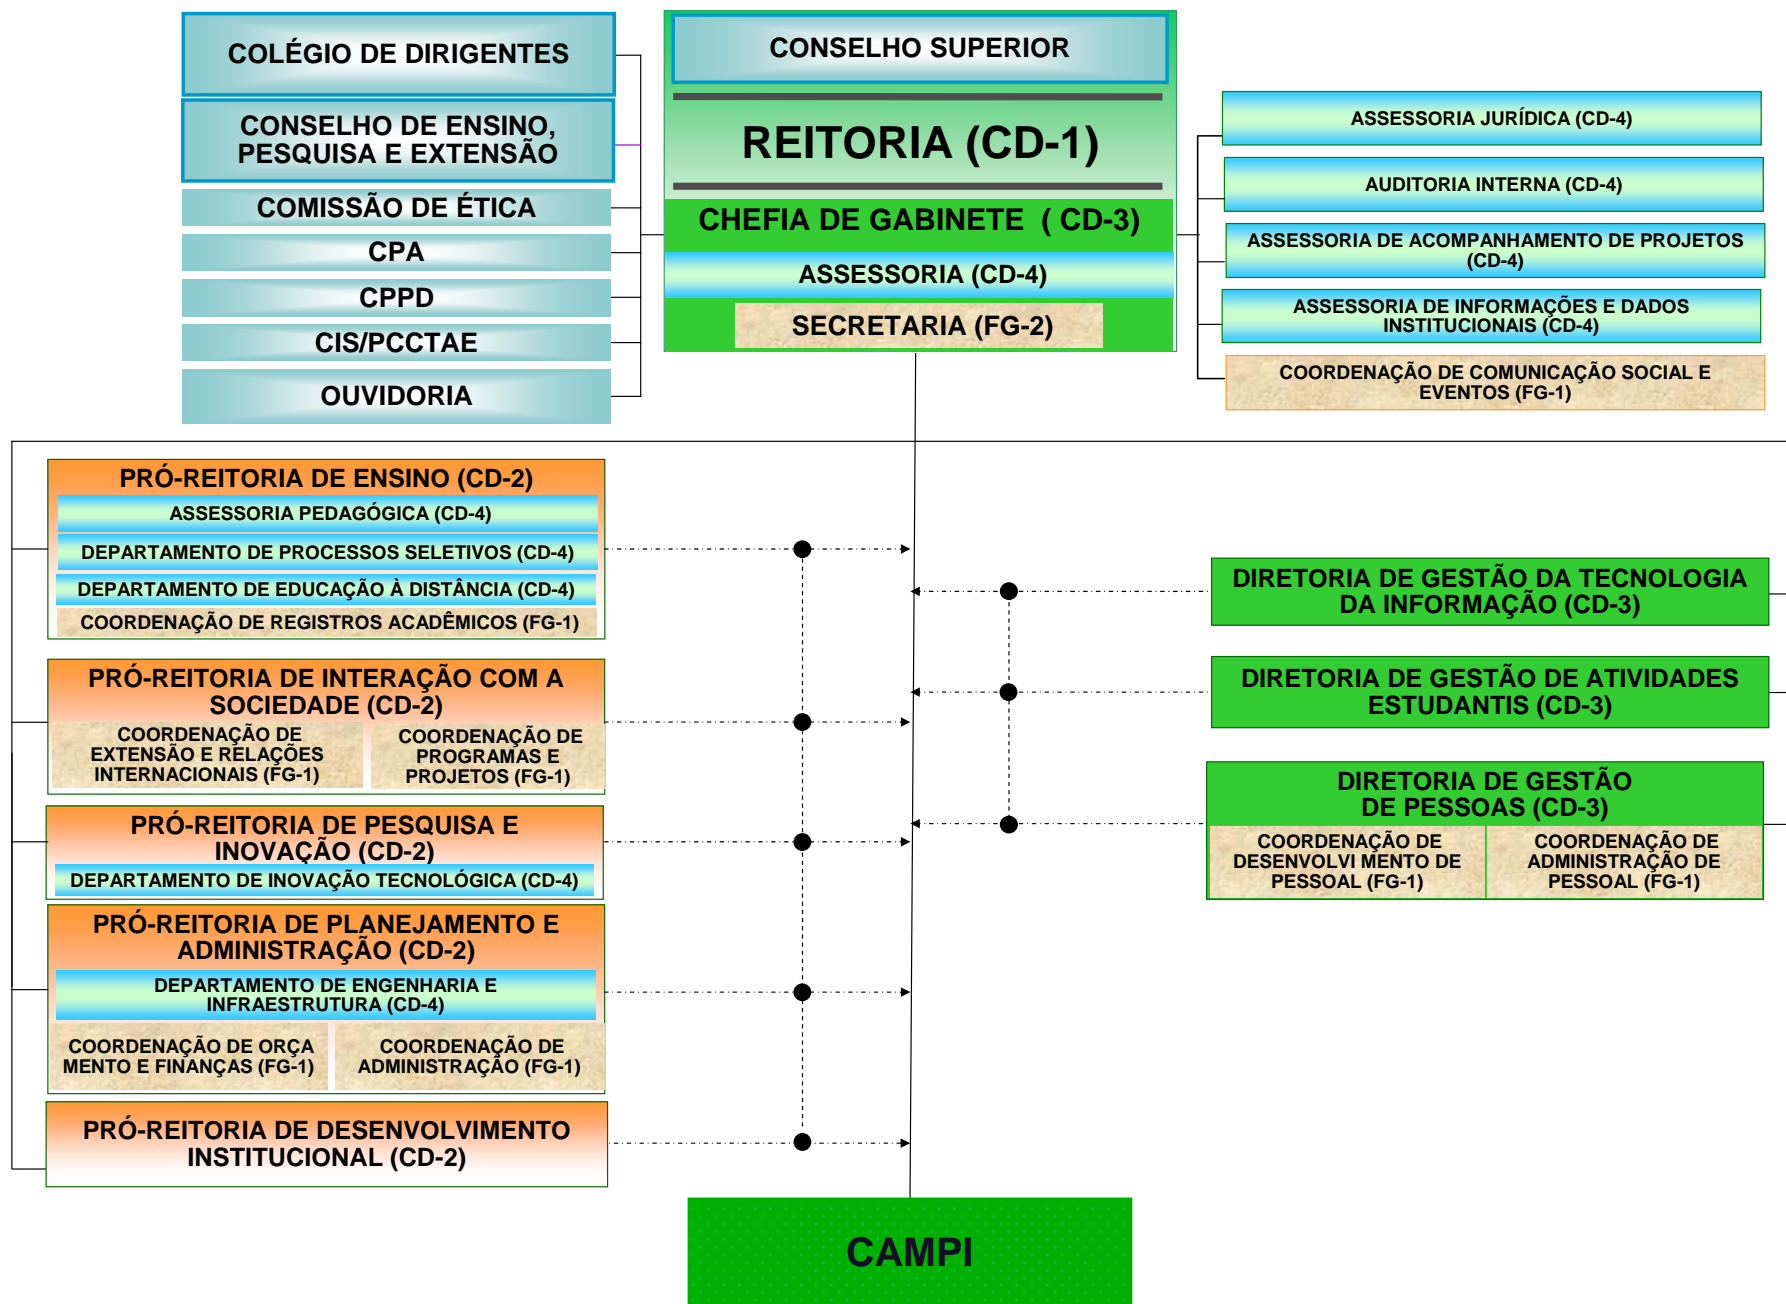 COLÉGIO DE DIRIGENTES
CONSELHO DE ENSINO,
PESQUISA E EXTENSÃO
COMISSÃO DE ÉTICA
CPA
CPPD
CIS/PCCTAE
OUVIDORIA
CONSELHO SUPERIOR
REITORIA (CD-1)
CHEFIA DE GABINETE ( CD-3)
ASSESSORIA (CD-4)
SECRETARIA (FG-2)
ASSESSORIA JURÍDICA (CD-4)
AUDITORIA INTERNA (CD-4)
ASSESSORIA DE ACOMPANHAMENTO DE PROJETOS
(CD-4)
ASSESSORIA DE INFORMAÇÕES E DADOS
INSTITUCIONAIS (CD-4)
COORDENAÇÃO DE COMUNICAÇÃO SOCIAL E
EVENTOS (FG-1)
PRÓ-REITORIA DE ENSINO (CD-2)
ASSESSORIA PEDAGÓGICA (CD-4)
DEPARTAMENTO DE PROCESSOS SELETIVOS (CD-4)
DEPARTAMENTO DE EDUCAÇÃO À DISTÂNCIA (CD-4)
COORDENAÇÃO DE REGISTROS ACADÊMICOS (FG-1)
PRÓ-REITORIA DE INTERAÇÃO COM A
SOCIEDADE (CD-2)
COORDENAÇÃO DE
EXTENSÃO E RELAÇÕES
INTERNACIONAIS (FG-1)
COORDENAÇÃO DE
PROGRAMAS E
PROJETOS (FG-1)
PRÓ-REITORIA DE PESQUISA E
INOVAÇÃO (CD-2)
DEPARTAMENTO DE INOVAÇÃO TECNOLÓGICA (CD-4)
PRÓ-REITORIA DE PLANEJAMENTO E
ADMINISTRAÇÃO (CD-2)
DEPARTAMENTO DE ENGENHARIA E
INFRAESTRUTURA (CD-4)
COORDENAÇÃO DE ORÇA
MENTO E FINANÇAS (FG-1)
COORDENAÇÃO DE
ADMINISTRAÇÃO (FG-1)
PRÓ-REITORIA DE DESENVOLVIMENTO
INSTITUCIONAL (CD-2)
DIRETORIA DE GESTÃO DA TECNOLOGIA
DA INFORMAÇÃO (CD-3)
DIRETORIA DE GESTÃO DE ATIVIDADES
ESTUDANTIS (CD-3)
DIRETORIA DE GESTÃO
DE PESSOAS (CD-3)
COORDENAÇÃO DE
DESENVOLVI MENTO DE
PESSOAL (FG-1)
COORDENAÇÃO DE
ADMINISTRAÇÃO DE
PESSOAL (FG-1)
CAMPI